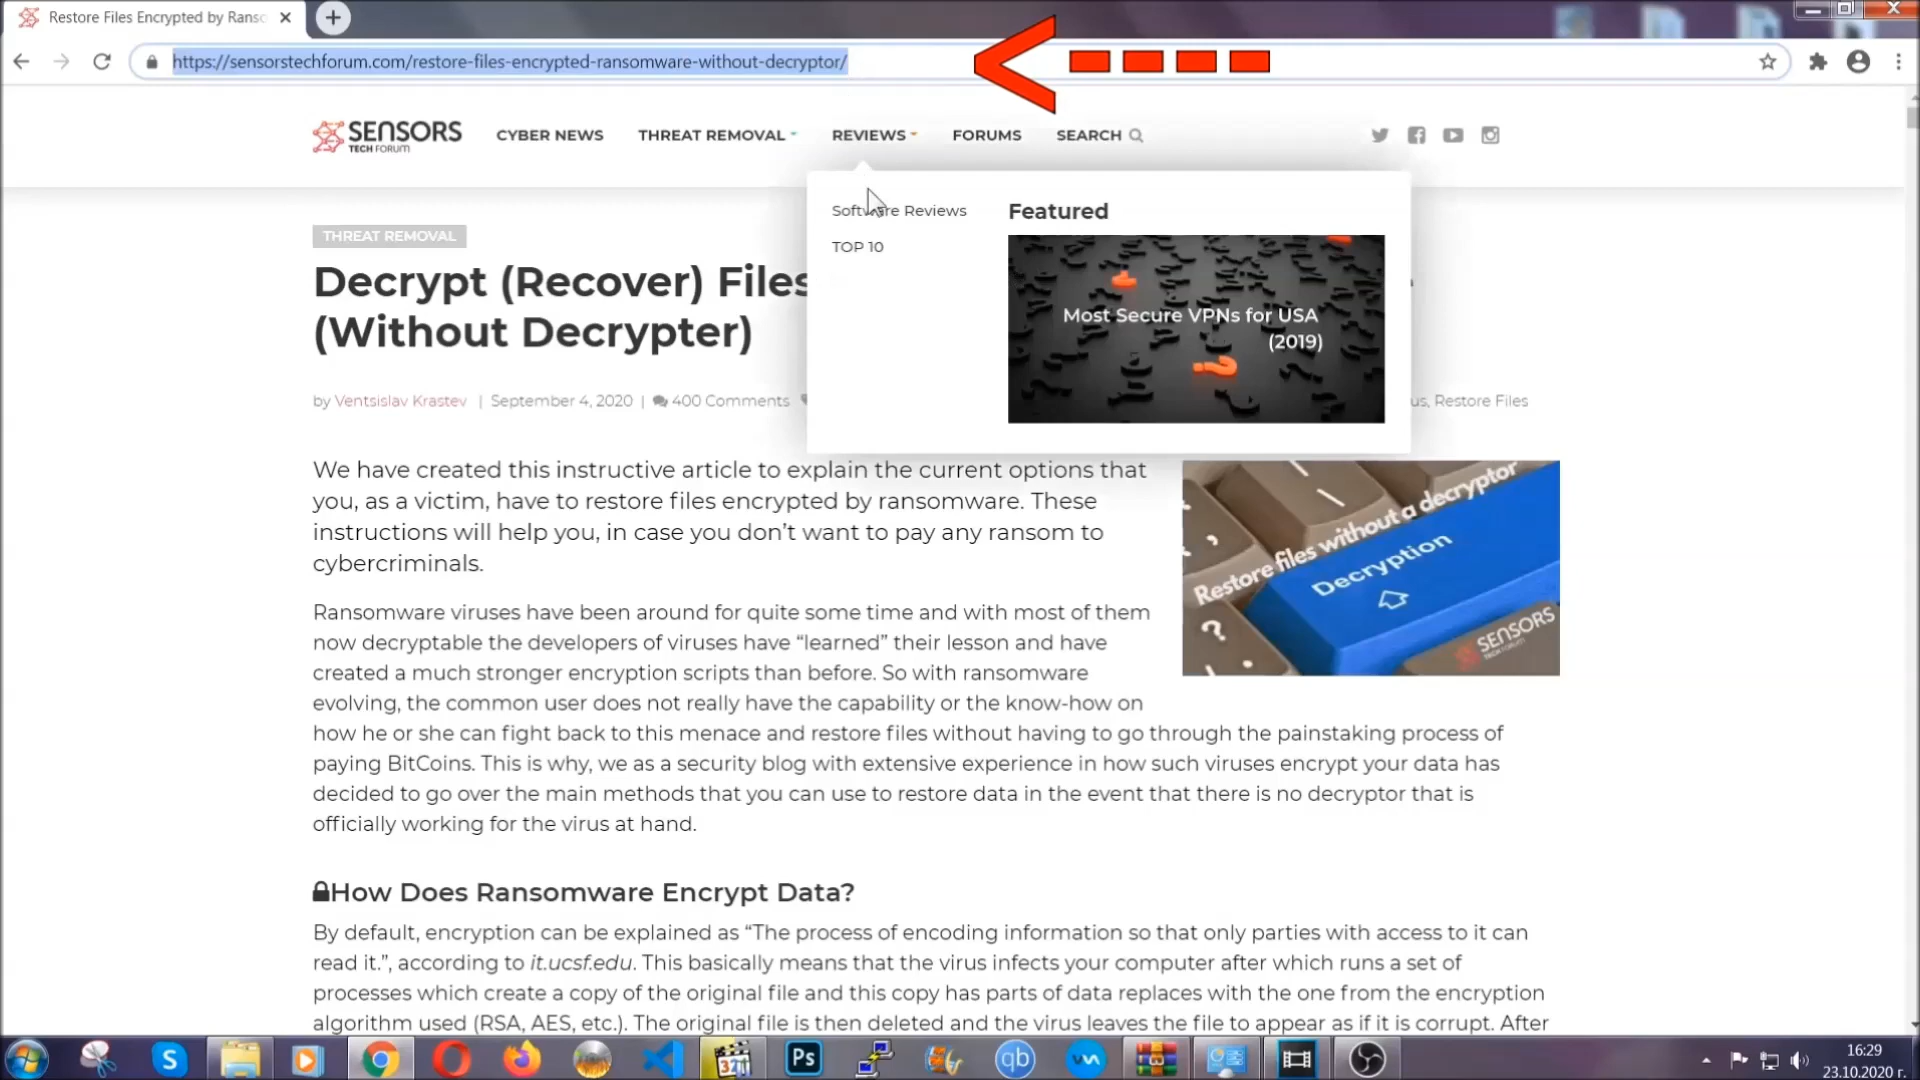 Restore Files Encrypted by Ranso
https://sensorstechforum.com/restore-files-encrypted-ransomware-without-decryptor/
SENSORS
TECH FORUM
CYBER NEWS
THREAT REMOVAL
REVIEWS
FORUMS
SEARCH
Software Reviews
TOP 10
Featured
Most Secure VPNs for USA
(2019)
THREAT REMOVAL
Decrypt (Recover) Files
(Without Decrypter)
by Ventsislav Krastev | September 4, 2020 | 400 Comments
us, Restore Files
We have created this instructive article to explain the current options that
you, as a victim, have to restore files encrypted by ransomware. These
instructions will help you, in case you don't want to pay any ransom to
cybercriminals.
Restore files without a decryptor
Decryption
SENSORS
TECH FORUM
Ransomware viruses have been around for quite some time and with most of them
now decryptable the developers of viruses have “learned” their lesson and have
created a much stronger encryption scripts than before. So with ransomware
evolving, the common user does not really have the capability or the know-how on
how he or she can fight back to this menace and restore files without having to go through the painstaking process of
paying BitCoins. This is why, we as a security blog with extensive experience in how such viruses encrypt your data has
decided to go over the main methods that you can use to restore data in the event that there is no decryptor that is
officially working for the virus at hand.
How Does Ransomware Encrypt Data?
By default, encryption can be explained as “The process of encoding information so that only parties with access to it can
read it.”, according to it.ucsf.edu. This basically means that the virus infects your computer after which runs a set of
processes which create a copy of the original file and this copy has parts of data replaces with the one from the encryption
algorithm used (RSA, AES, etc.). The original file is then deleted and the virus leaves the file to appear as if it is corrupt. After
S
321
Ps
qb
16:29
23.10.2020 г.